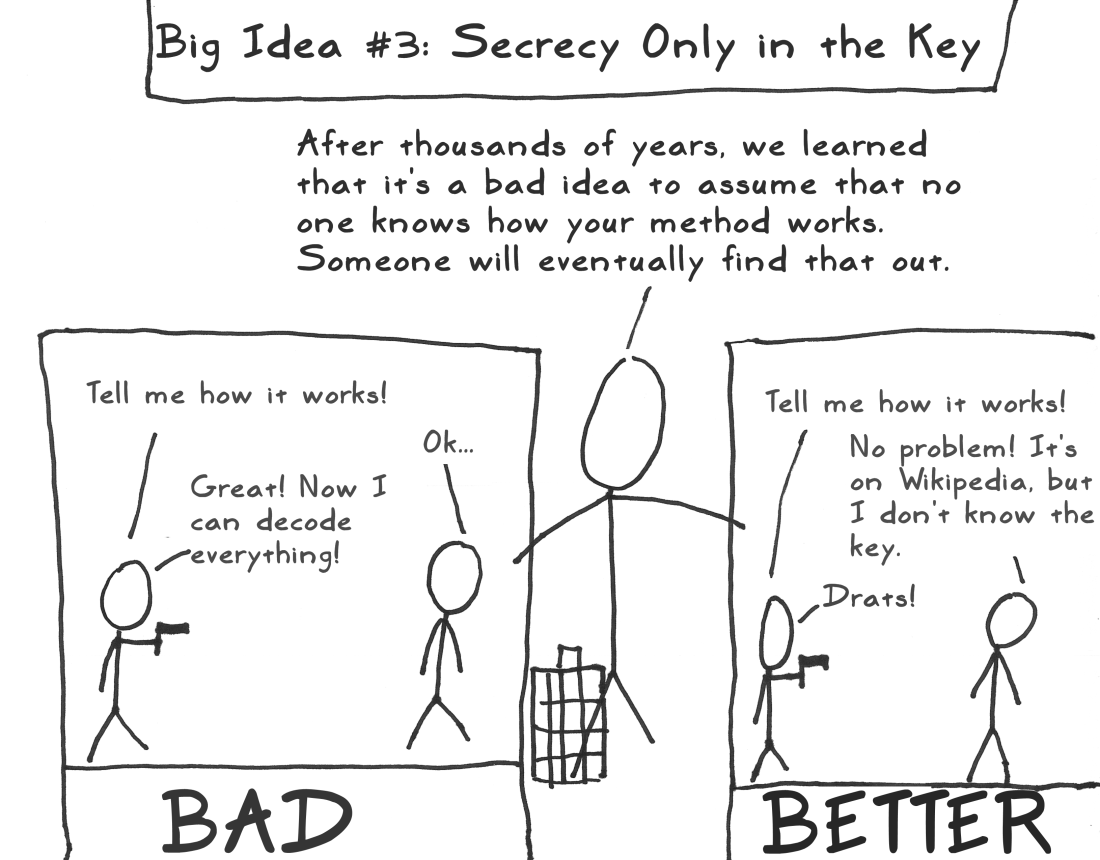 Big Idea #3: Secrecy Only in the Key
After thousands of years, we learned
that it's a bad idea to assume that no
one knows how your method works.
Someone will eventually find that out.
Tell me how it works!
Ok...
Great! Now I
can decode
everything!
BAD
Tell me how it works!
No problem! It's
on Wikipedia, but
I don't know the
key.
Drats!
BETTER